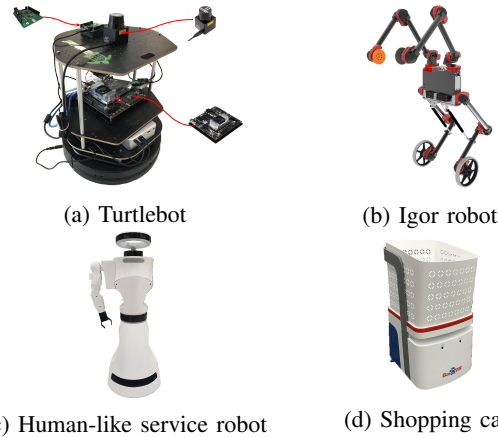 (a) Turtlebot
(b) Igor robot
) Human-like service robot
(d) Shopping ca